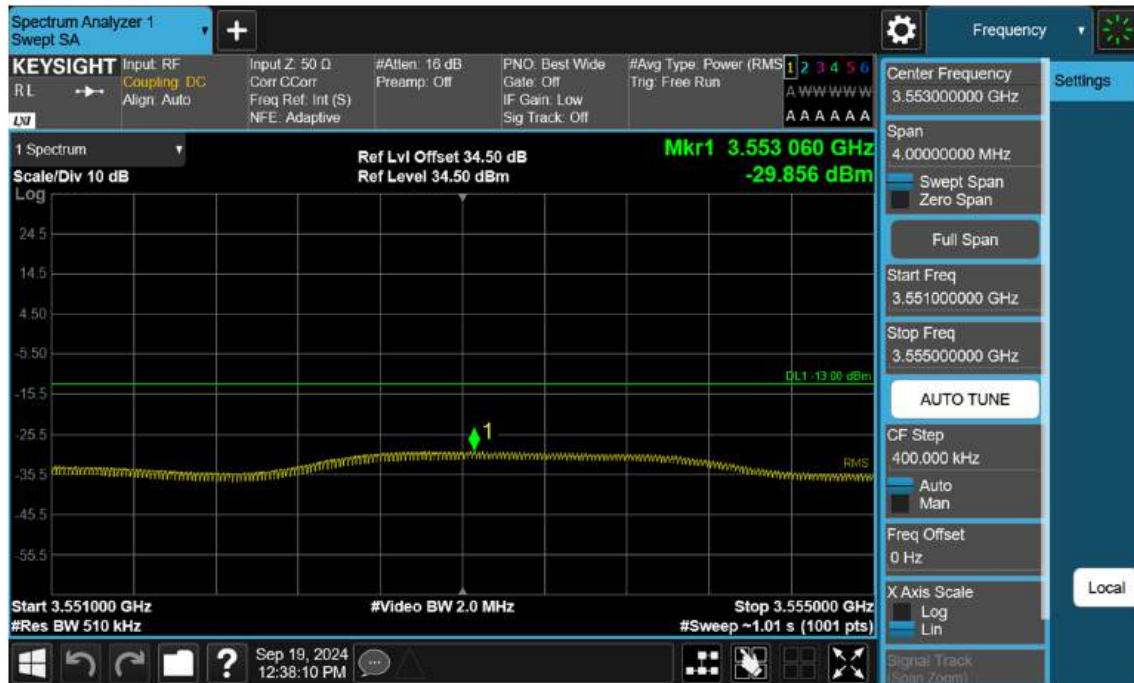 Spectrum Analyzer 1
Swept SA
Frequency
KEYSIGHT
RL
LXI
Input: RF
Coupling: DC
Align: Auto
Input Z: 50 Ω
Corr CCorr
Freq Ref: Int (S)
NFE: Adaptive
#Atten: 16 dB
Preamp: Off
PNO: Best Wide
Gate: Off
IF Gain: Low
Sig Track: Off
#Avg Type: Power (RMS
Trig: Free Run
1 2 3 4 5 6
A W W W W W
A A A A A A
1 Spectrum
Scale/Div 10 dB
Ref Lvl Offset 34.50 dB
Ref Level 34.50 dBm
Mkr1 3.553 060 GHz
-29.856 dBm
Log
24.5
14.5
4.50
-5.50
-15.5
-25.5
-35.5
-45.5
-55.5
DL1 -13.00 dBm
1
RMS
Start 3.551000 GHz
#Res BW 510 kHz
#Video BW 2.0 MHz
Stop 3.555000 GHz
#Sweep ~1.01 s (1001 pts)
Center Frequency
3.553000000 GHz
Span
4.00000000 MHz
Swept Span
Zero Span
Full Span
Start Freq
3.551000000 GHz
Stop Freq
3.555000000 GHz
AUTO TUNE
CF Step
400.000 kHz
Auto
Man
Freq Offset
0 Hz
X Axis Scale
Log
Lin
Signal Track
(Span Zoom)
Settings
Local
?
Sep 19, 2024
12:38:10 PM